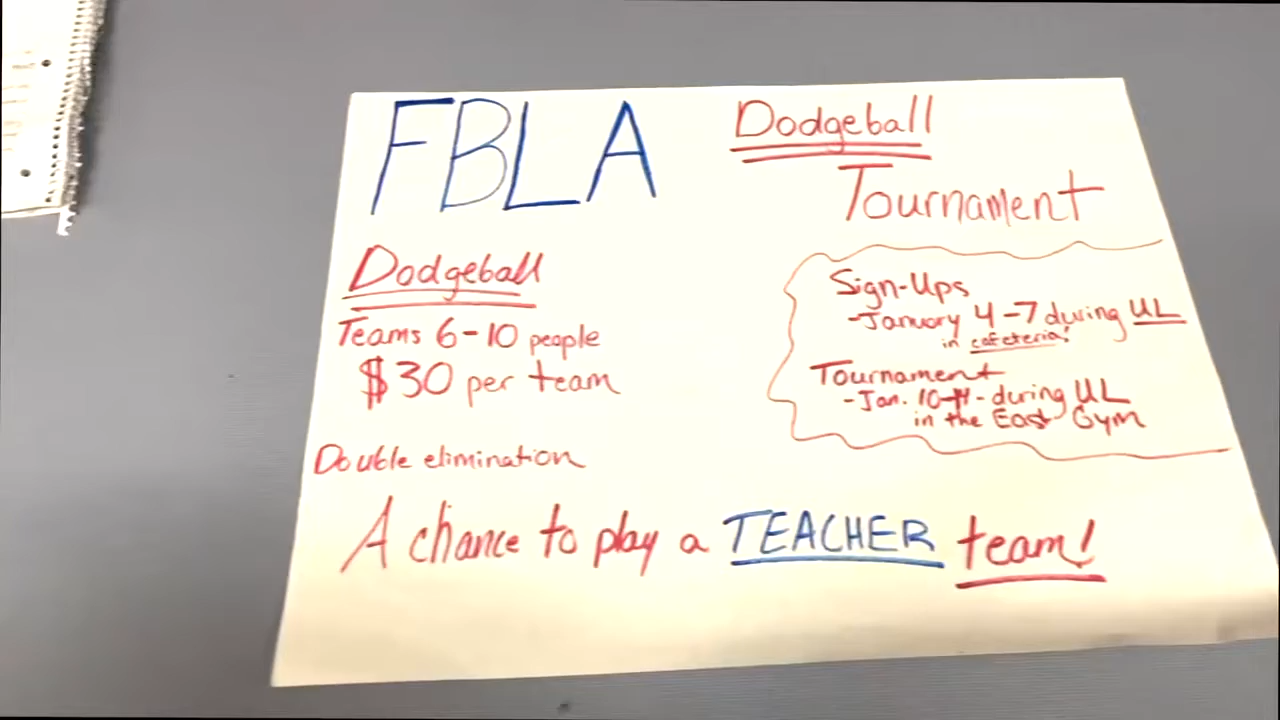 FBLA
Dodgeball
Tournament
Dodgeball
Teams 6-10 people
$30 per team
Double elimination
Sign-Ups
-January 4-7 during UL
in cafeteria!
Tournament
-Jan. 10-14- during UL
in the East Gym
A chance to play a TEACHER team!